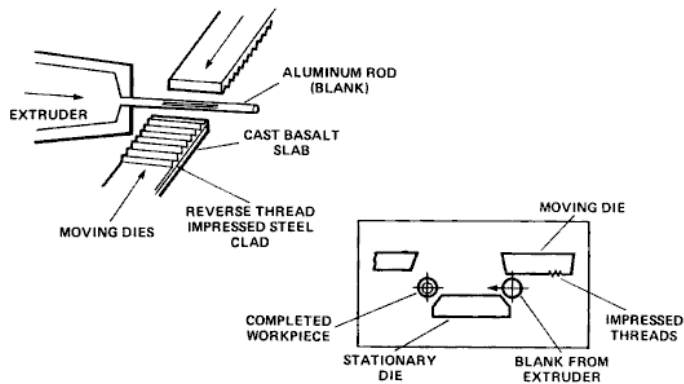 ALUMINUM ROD
(BLANK)
EXTRUDER
CAST BASALT
SLAB
REVERSE THREAD
IMPRESSED STEEL
CLAD
MOVING DIES
MOVING DIE
COMPLETED
WORKPIECE
IMPRESSED
THREADS
STATIONARY
DIE
BLANK FROM
EXTRUDER